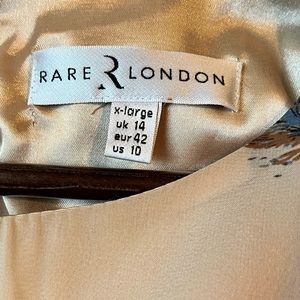 RARE R LONDON
x-large
uk 14
eur 42
us 10